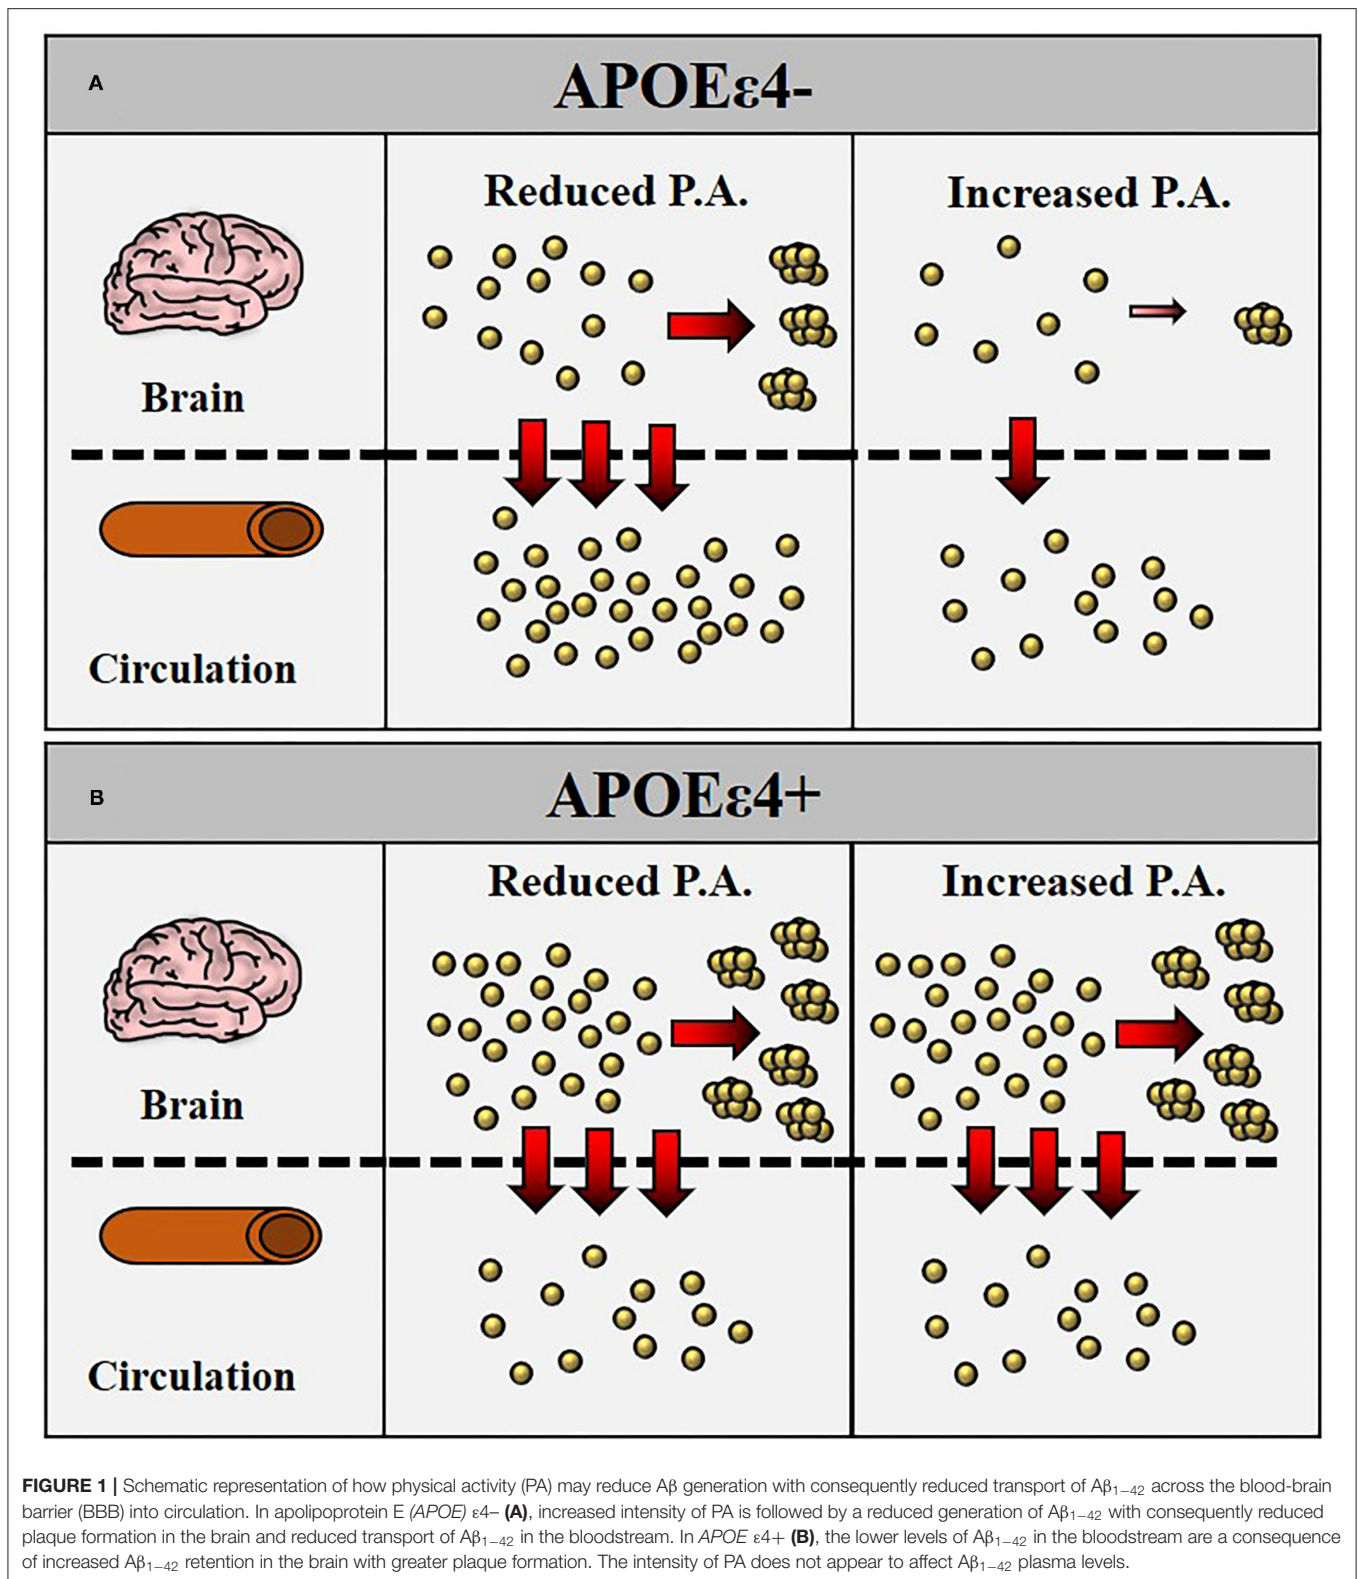 A
APOEε4-
Reduced P.A.
Increased P.A.
Brain
Circulation
B
APOEε4+
Reduced P.A.
Increased P.A.
Brain
Circulation
FIGURE 1 | Schematic representation of how physical activity (PA) may reduce Aβ generation with consequently reduced transport of Aβ1–42 across the blood-brain
barrier (BBB) into circulation. In apolipoprotein E (APOE) ε4– (A), increased intensity of PA is followed by a reduced generation of Aβ1–42 with consequently reduced
plaque formation in the brain and reduced transport of Aβ1–42 in the bloodstream. In APOE ε4+ (B), the lower levels of Aβ1–42 in the bloodstream are a consequence
of increased Aβ1–42 retention in the brain with greater plaque formation. The intensity of PA does not appear to affect Aβ1–42 plasma levels.